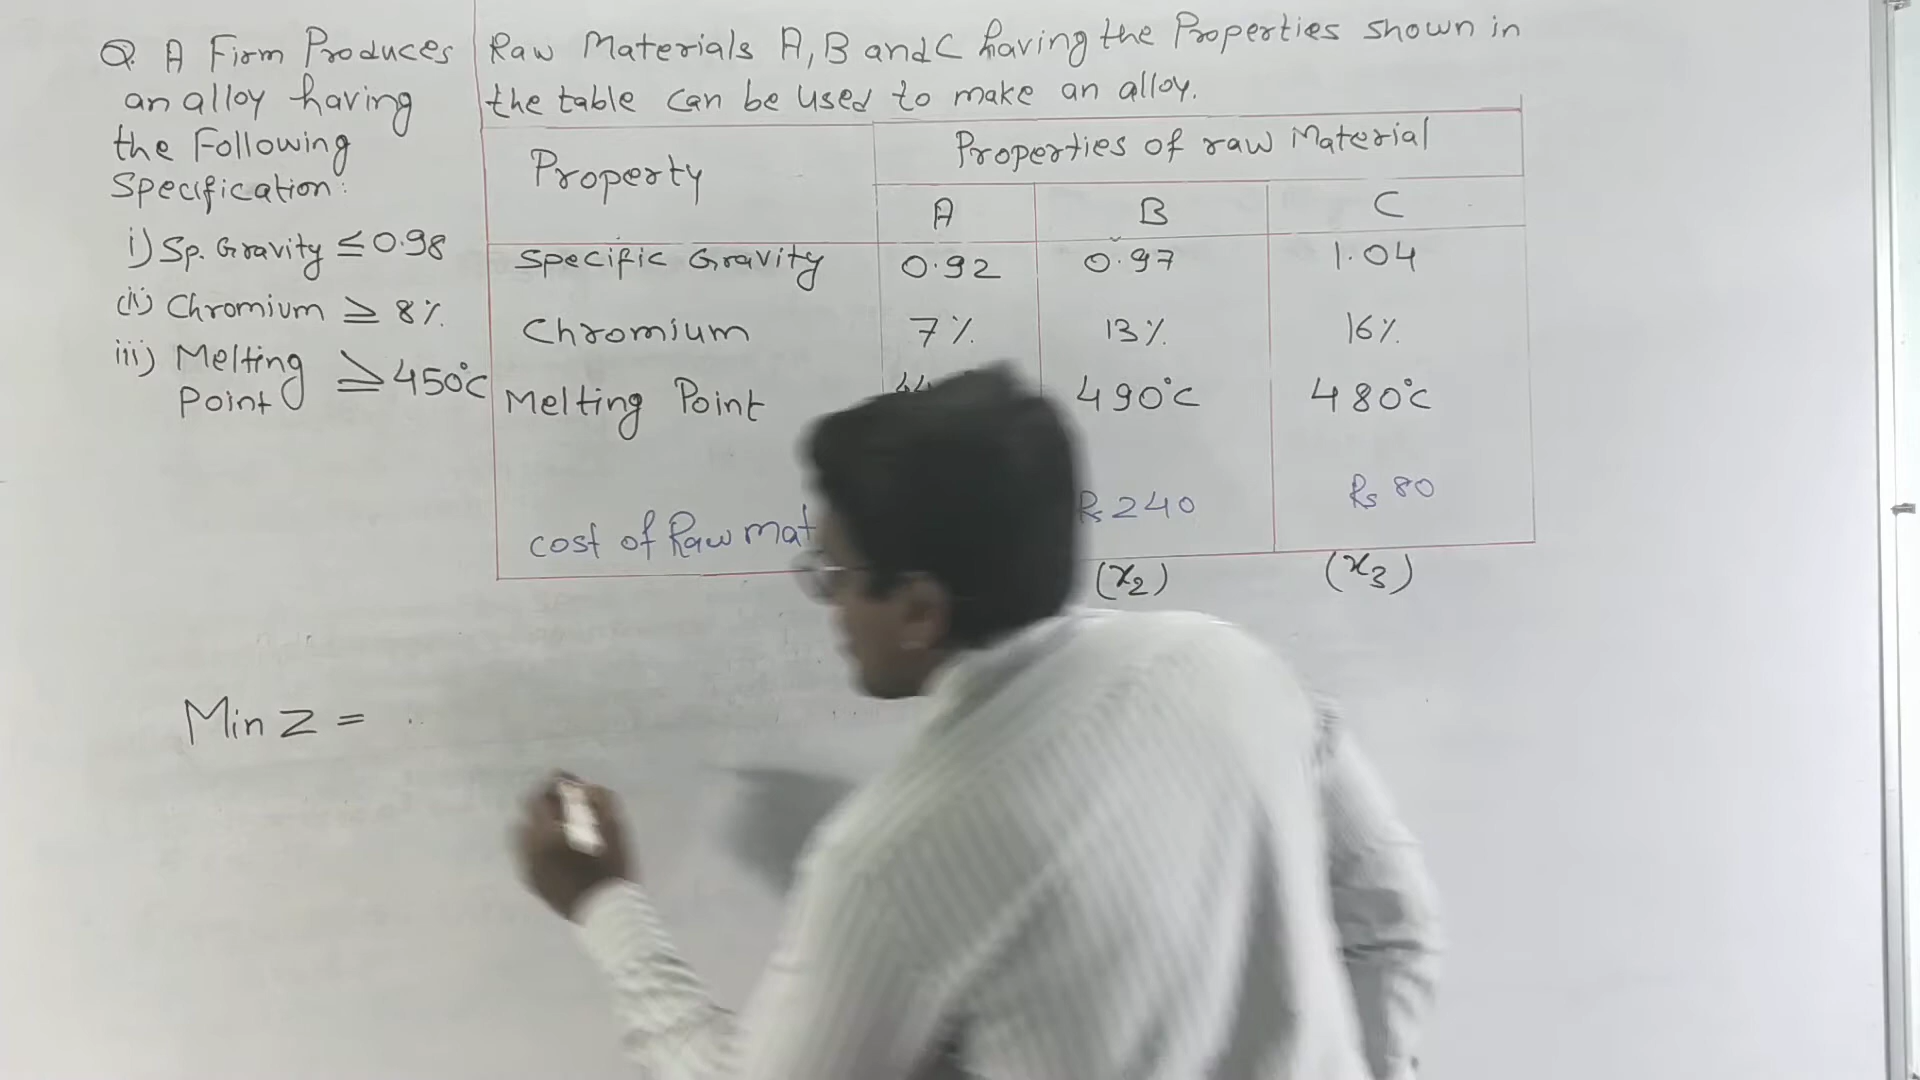 Q. A Firm Produces
an alloy having
the Following
Specification:
i) Sp. Gravity ≤ 0.98
(ii) Chromium ≥ 8%
iii) Melting
Point ≥ 450°C
Raw Materials A, B and C having the Properties shown in
the table can be used to make an alloy.
Property
Properties of raw Material
A B C
Specific Gravity 0.92 0.97 1.04
Chromium 7% 13% 16%
Melting Point 490°C 480°C
cost of Raw mat Rs 240 Rs 80
(x₂) (x₃)
Min Z =